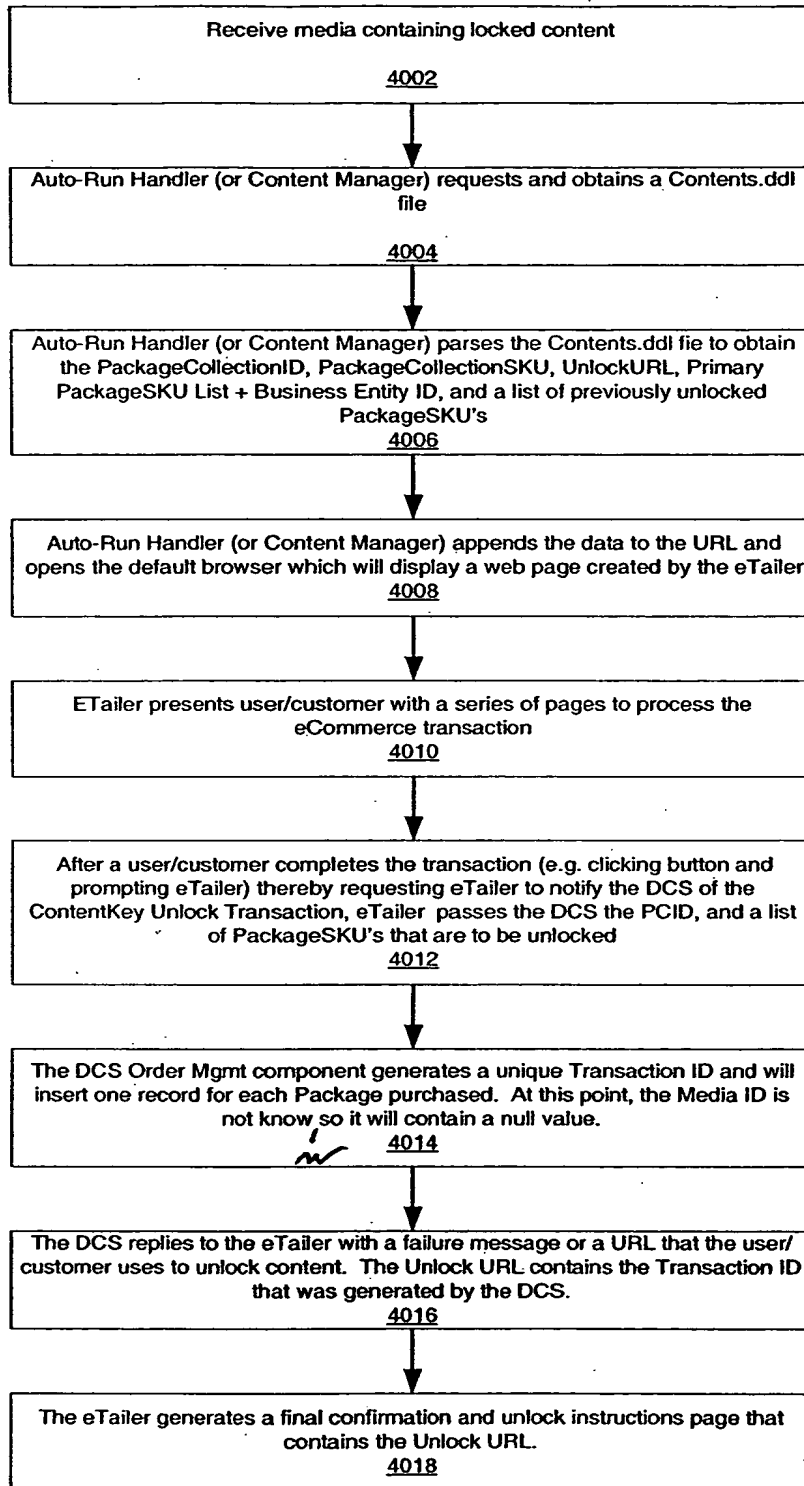 Receive media containing locked content
4002
Auto-Run Handler (or Content Manager) requests and obtains a Contents.ddl
file
4004
Auto-Run Handler (or Content Manager) parses the Contents.ddl fie to obtain
the PackageCollectionID, PackageCollectionSKU, UnlockURL, Primary
PackageSKU List + Business Entity ID, and a list of previously unlocked
PackageSKU's
4006
Auto-Run Handler (or Content Manager) appends the data to the URL and
opens the default browser which will display a web page created by the eTailer
4008
ETailer presents user/customer with a series of pages to process the
eCommerce transaction
4010
After a user/customer completes the transaction (e.g. clicking button and
prompting eTailer) thereby requesting eTailer to notify the DCS of the
ContentKey Unlock Transaction, eTailer passes the DCS the PCID, and a list
of PackageSKU's that are to be unlocked
4012
The DCS Order Mgmt component generates a unique Transaction ID and will
insert one record for each Package purchased. At this point, the Media ID is
not know so it will contain a null value.
4014
n
The DCS replies to the eTailer with a failure message or a URL that the user/
customer uses to unlock content. The Unlock URL contains the Transaction ID
that was generated by the DCS.
4016
The eTailer generates a final confirmation and unlock instructions page that
contains the Unlock URL.
4018